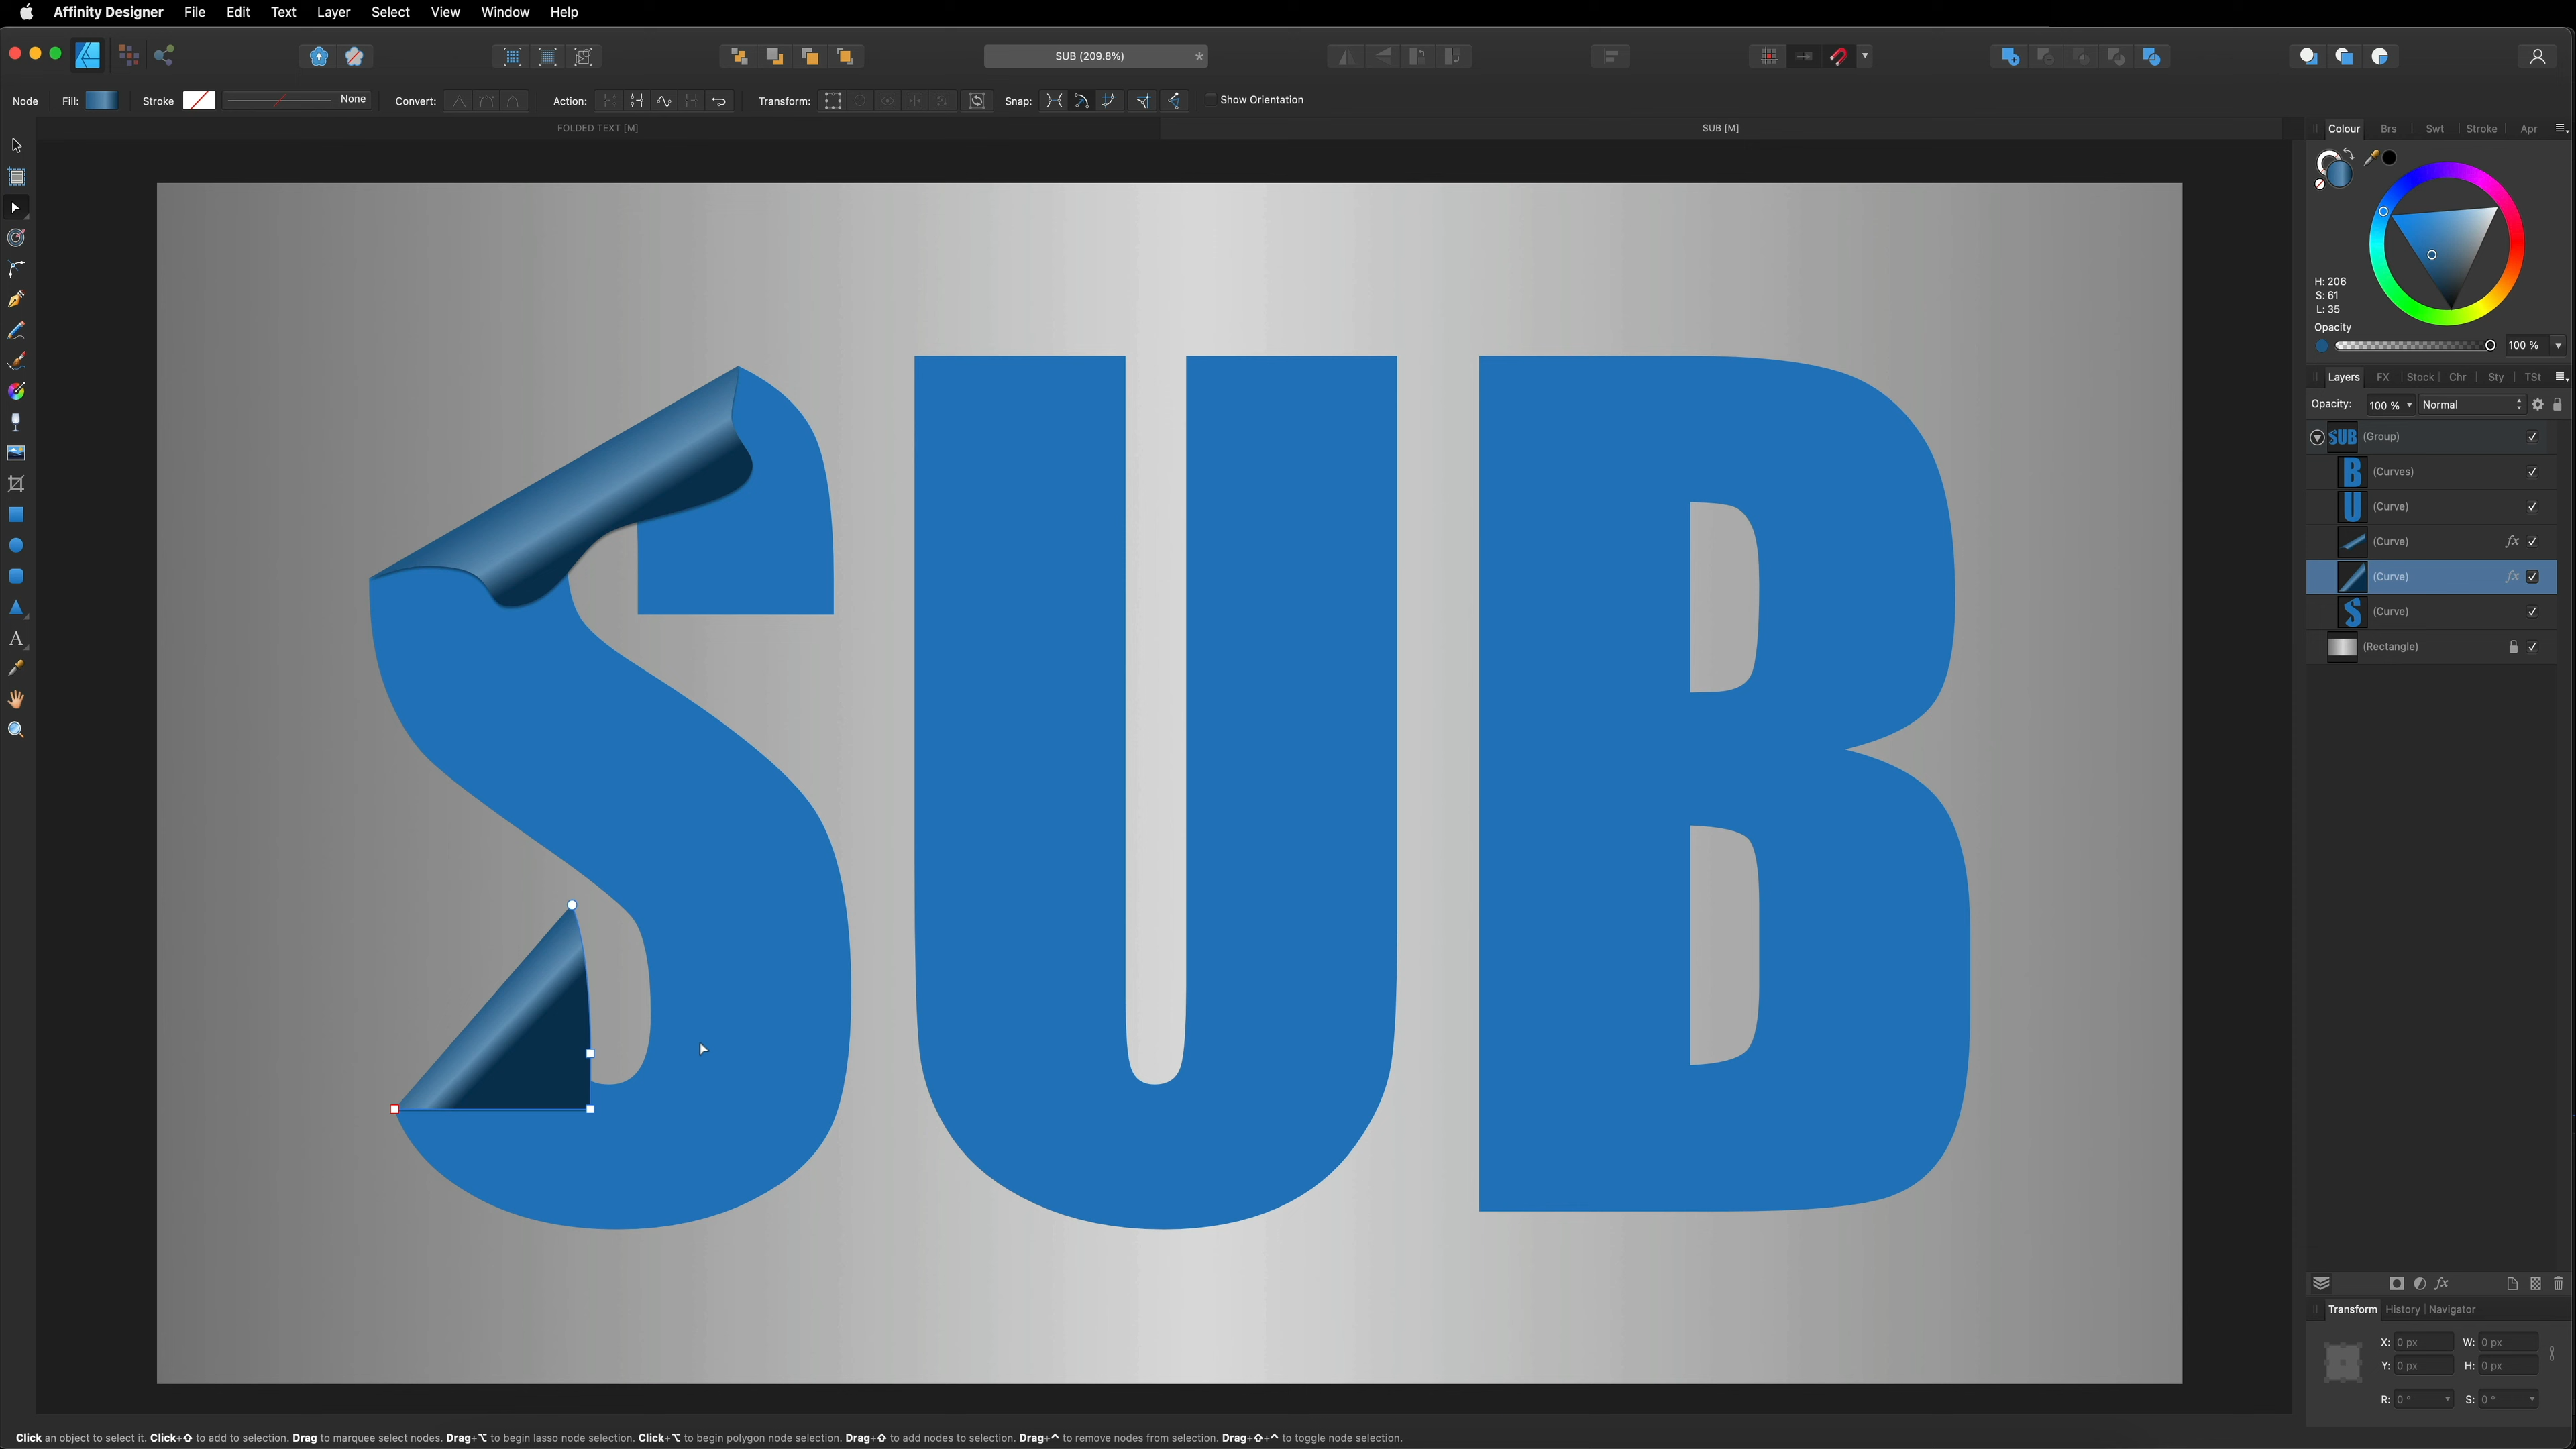 Affinity Designer File Edit Text Layer Select View Window Help
SUB (209.8%) *
Node Fill: Stroke None Convert: Action: Transform: Snap: Show Orientation
FOLDED TEXT [M] SUB [M]
Colour Brs Swt Stroke Apr
H: 206
S: 61
L: 35
Opacity
100 %
Layers FX Stock Chr Sty TSt
Opacity: 100 % Normal
SUB (Group)
B (Curves)
U (Curve)
(Curve) fx
(Curve) fx
S (Curve)
(Rectangle)
SUB
A
fx
Transform History Navigator
X: 0 px W: 0 px
Y: 0 px H: 0 px
R: 0 ° S: 0 °
Click an object to select it. Click+⇧ to add to selection. Drag to marquee select nodes. Drag+⌥ to begin lasso node selection. Click+⌥ to begin polygon node selection. Drag+⇧ to add nodes to selection. Drag+^ to remove nodes from selection. Drag+⇧+^ to toggle node selection.